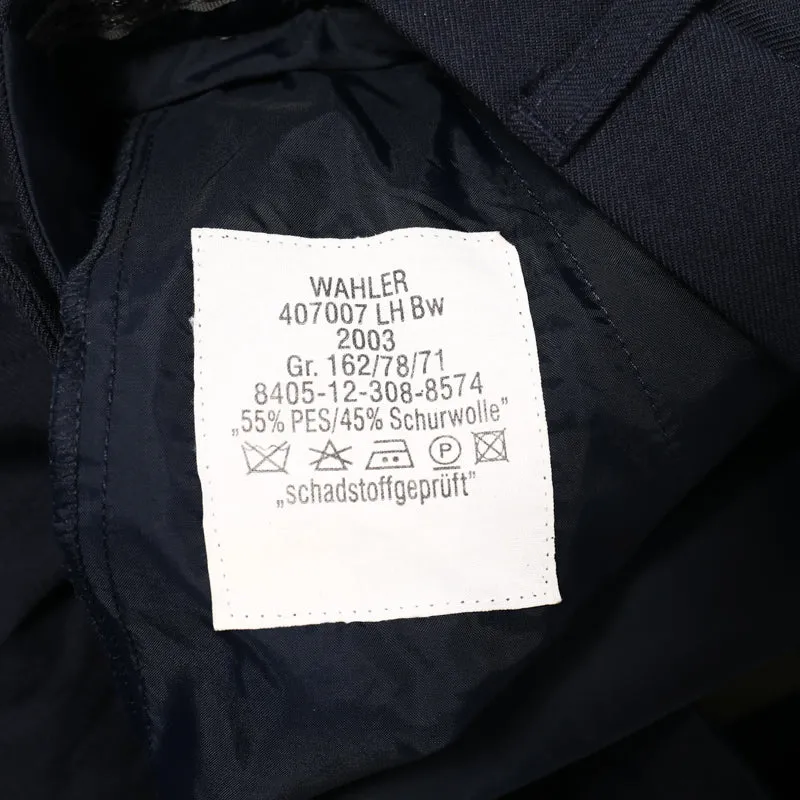 WAHLER
407007 LH Bw
2003
Gr. 162/78/71
8405-12-308-8574
„55% PES/45% Schurwolle"
P
„schadstoffgeprüft"